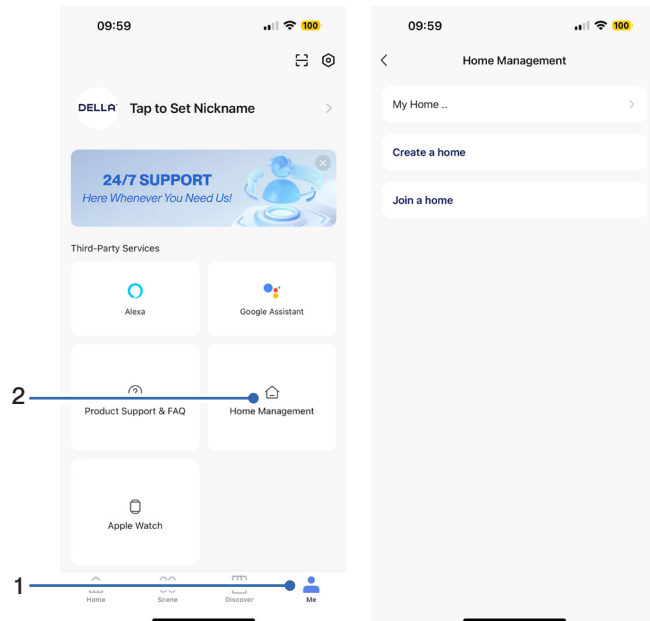 09:59
100
DELLA
Tap to Set Nickname
24/7 SUPPORT
Here Whenever You Need Us!
Third-Party Services
Alexa
Google Assistant
2
Product Support & FAQ
Home Management
Apple Watch
1
Home
Scene
Discover
Me
09:59
100
Home Management
My Home ..
Create a home
Join a home